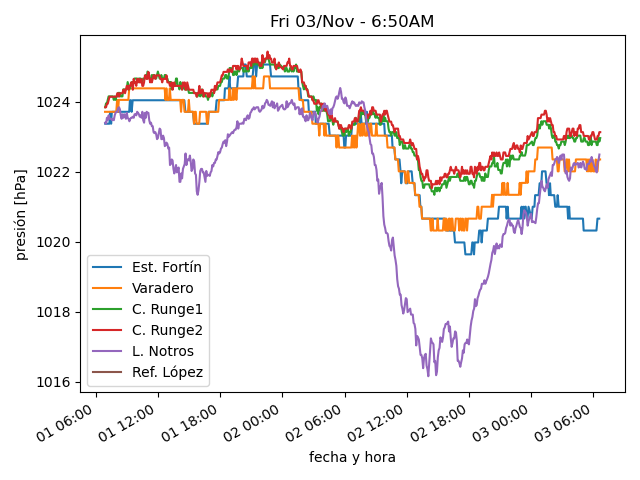 Fri 03/Nov - 6:50AM
presión [hPa]
1024
1022
1020
1018
1016
Est. Fortín
Varadero
C. Runge1
C. Runge2
L. Notros
Ref. López
01 06:00
01 12:00
01 18:00
02 00:00
02 06:00
02 12:00
02 18:00
03 00:00
03 06:00
fecha y hora